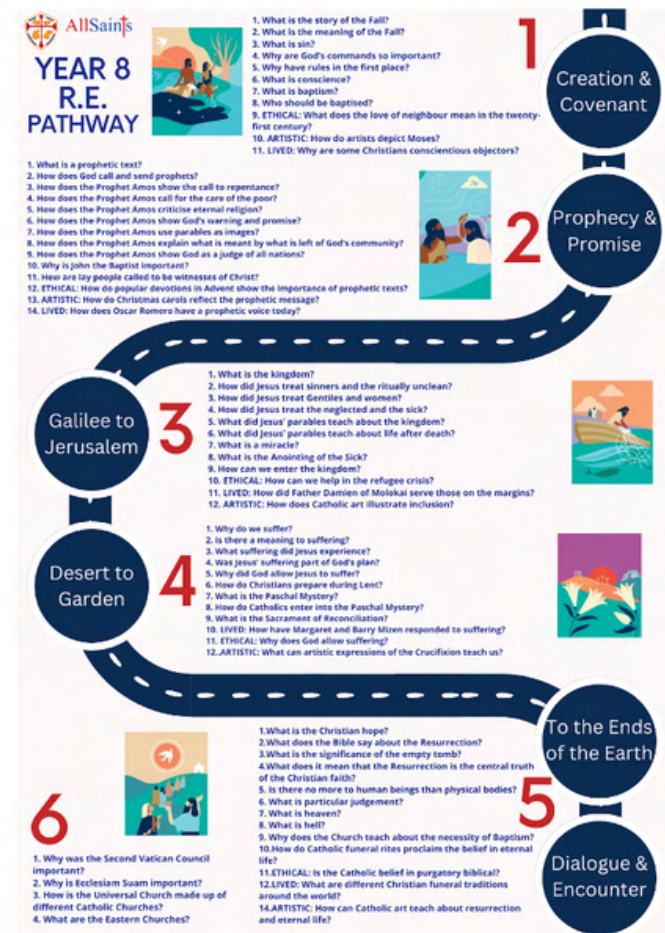 AllSaints
YEAR 8
R.E.
PATHWAY
1. What is the story of the Fall?
2. What is the meaning of the Fall?
3. What is sin?
4. Why are God's commands so important?
5. Why have rules in the first place?
6. What is conscience?
7. What is baptism?
8. Who should be baptised?
9. ETHICAL: What does the love of neighbour mean in the twenty-
first century?
10. ARTISTIC: How do artists depict Moses?
11. LIVED: Why are some Christians conscientious objectors?
1
Creation &
Covenant
1. What is a prophetic text?
2. How does God call and send prophets?
3. How does the Prophet Amos show the call to repentance?
4. How does the Prophet Amos call for the care of the poor?
5. How does the Prophet Amos criticise eternal religion?
6. How does the Prophet Amos show God's warning and promise?
7. How does the Prophet Amos use parables as images?
8. How does the Prophet Amos explain what is meant by what is left of God's community?
9. How does the Prophet Amos show God as a judge of all nations?
10. Why is John the Baptist important?
11. How are lay people called to be witnesses of Christ?
12. ETHICAL: How do popular devotions in Advent show the importance of prophetic texts?
13. ARTISTIC: How do Christmas carols reflect the prophetic message?
14. LIVED: How does Oscar Romero have a prophetic voice today?
2
Prophecy &
Promise
Galilee to
Jerusalem
3
1. What is the kingdom?
2. How did Jesus treat sinners and the ritually unclean?
3. How did Jesus treat Gentiles and women?
4. How did Jesus treat the neglected and the sick?
5. What did Jesus' parables teach about the kingdom?
6. What did Jesus' parables teach about life after death?
7. What is a miracle?
8. What is the Anointing of the Sick?
9. How can we enter the kingdom?
10. ETHICAL: How can we help in the refugee crisis?
11. LIVED: How did Father Damien of Molokai serve those on the margins?
12. ARTISTIC: How does Catholic art illustrate inclusion?
Desert to
Garden
4
1. Why do we suffer?
2. Is there a meaning to suffering?
3. What suffering did Jesus experience?
4. Was Jesus' suffering part of God's plan?
5. Why did God allow Jesus to suffer?
6. How do Christians prepare during Lent?
7. What is the Paschal Mystery?
8. How do Catholics enter into the Paschal Mystery?
9. What is the Sacrament of Reconciliation?
10. LIVED: How have Margaret and Barry Mizen responded to suffering?
11. ETHICAL: Why does God allow suffering?
12..ARTISTIC: What can artistic expressions of the Crucifixion teach us?
To the Ends
of the Earth
5
1.What is the Christian hope?
2.What does the Bible say about the Resurrection?
3.What is the significance of the empty tomb?
4.What does it mean that the Resurrection is the central truth
of the Christian faith?
5. Is there no more to human beings than physical bodies?
6. What is particular judgement?
7. What is heaven?
8. What is hell?
9. Why does the Church teach about the necessity of Baptism?
10.How do Catholic funeral rites proclaim the belief in eternal
life?
11.ETHICAL: Is the Catholic belief in purgatory biblical?
12.LIVED: What are different Christian funeral traditions
around the world?
14.ARTISTIC: How can Catholic art teach about resurrection
and eternal life?
Dialogue &
Encounter
6
1. Why was the Second Vatican Council
important?
2. Why is Ecclesiam Suam important?
3. How is the Universal Church made up of
different Catholic Churches?
4. What are the Eastern Churches?